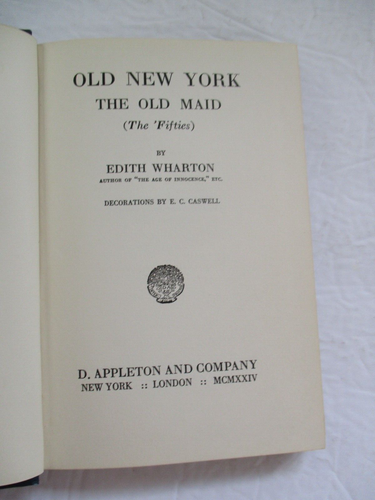 OLD NEW YORK
THE OLD MAID
(The 'Fifties)
BY
EDITH WHARTON
AUTHOR OF "THE AGE OF INNOCENCE," ETC.
DECORATIONS BY E. C. CASWELL
D. APPLETON AND COMPANY
NEW YORK :: LONDON :: MCMXXIV